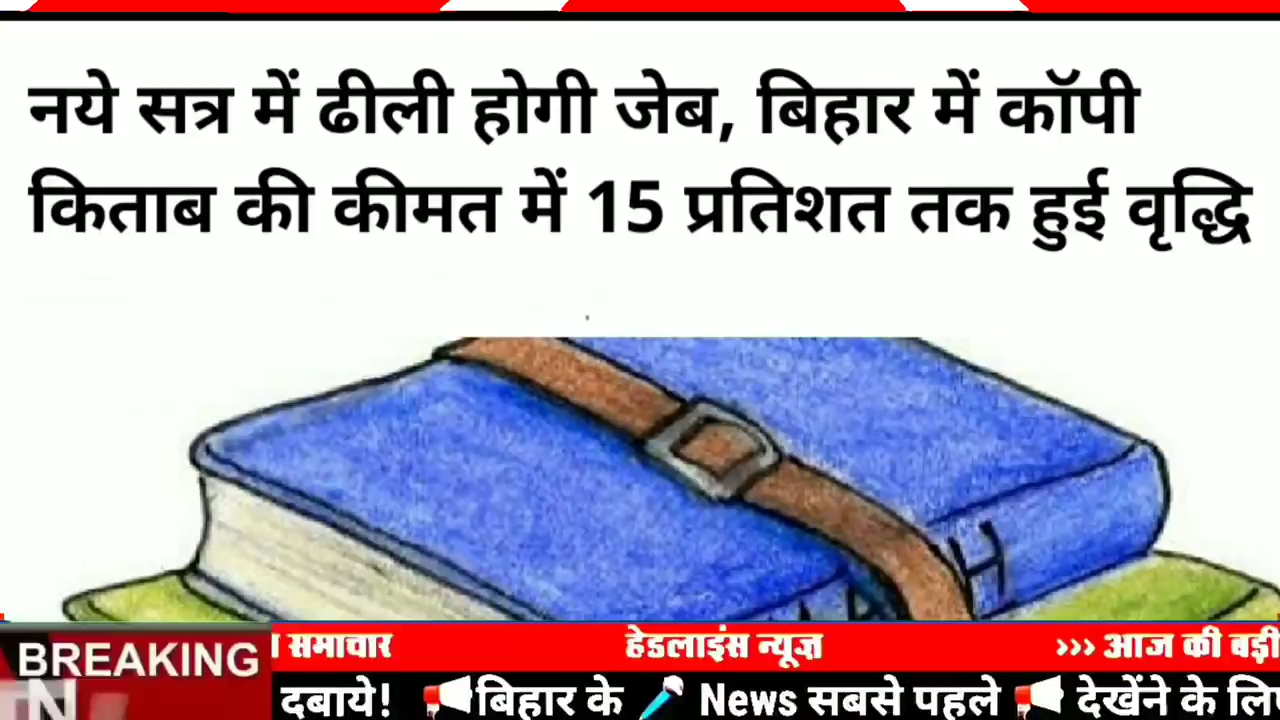 नये सत्र में ढीली होगी जेब, बिहार में कॉपी
किताब की कीमत में 15 प्रतिशत तक हुई वृद्धि
H
BREAKING
N
समाचार हेडलाइंस न्यूज़ >>> आज की बड़ी
दबाये! बिहार के News सबसे पहले देखेंने के